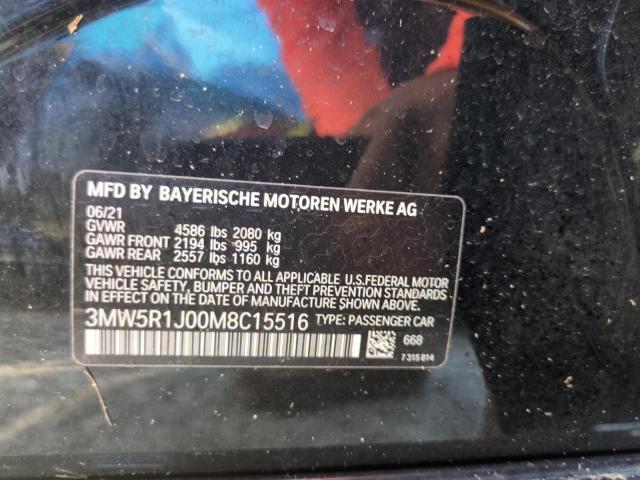 MFD BY BAYERISCHE MOTOREN WERKE AG
06/21
GVWR 4586 lbs 2080 kg
GAWR FRONT 2194 lbs 995 kg
GAWR REAR 2557 lbs 1160 kg
THIS VEHICLE CONFORMS TO ALL APPLICABLE U.S.FEDERAL MOTOR
VEHICLE SAFETY, BUMPER AND THEFT PREVENTION STANDARDS
IN EFFECT ON THE DATE OF MANUFACTURE SHOWN ABOVE.
3MW5R1J00M8C15516 TYPE: PASSENGER CAR
668
7 315 814